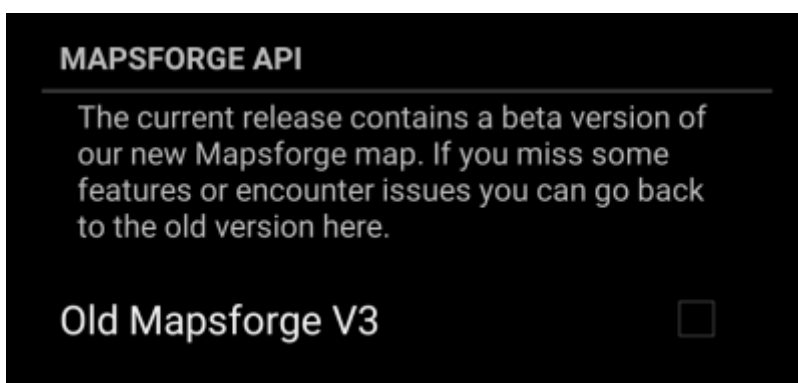 MAPSFORGE API
The current release contains a beta version of
our new Mapsforge map. If you miss some
features or encounter issues you can go back
to the old version here.
Old Mapsforge V3